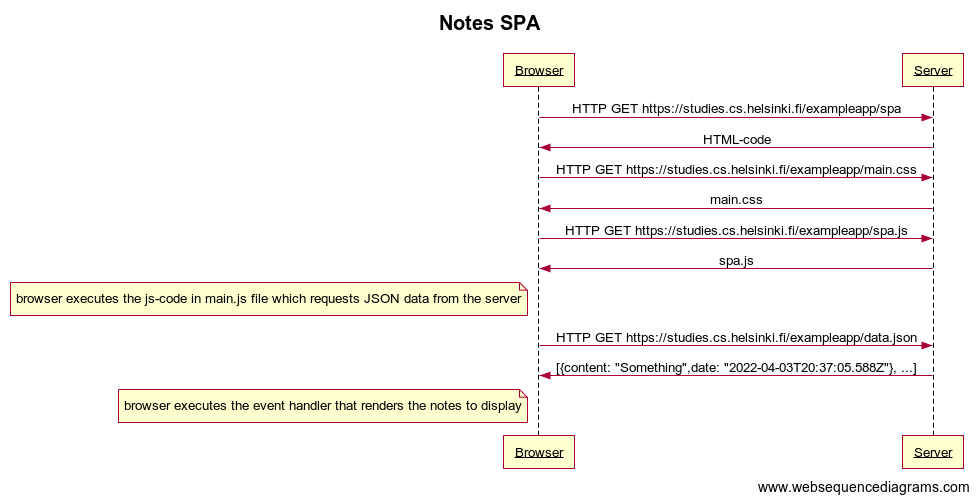 Notes SPA
Browser
Server
HTTP GET https://studies.cs.helsinki.fi/exampleapp/spa
HTML-code
HTTP GET https://studies.cs.helsinki.fi/exampleapp/main.css
main.css
HTTP GET https://studies.cs.helsinki.fi/exampleapp/spa.js
spa.js
browser executes the js-code in main.js file which requests JSON data from the server
HTTP GET https://studies.cs.helsinki.fi/exampleapp/data.json
[{content: "Something",date: "2022-04-03T20:37:05.588Z"}, ...]
browser executes the event handler that renders the notes to display
Browser
Server
www.websequencediagrams.com